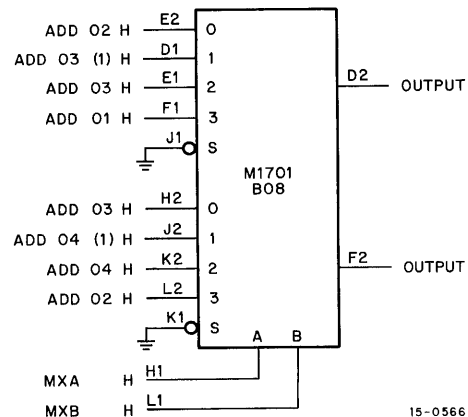 ADD 02 H E2 0
ADD 03 (1) H D1 1
D2 OUTPUT
ADD 03 H E1 2
ADD 01 H F1 3
J1 S
M1701
B08
ADD 03 H H2 0
ADD 04 (1) H J2 1
ADD 04 H K2 2
F2 OUTPUT
ADD 02 H L2 3
K1 S
A B
MXA H H1
MXB H L1
15-0566